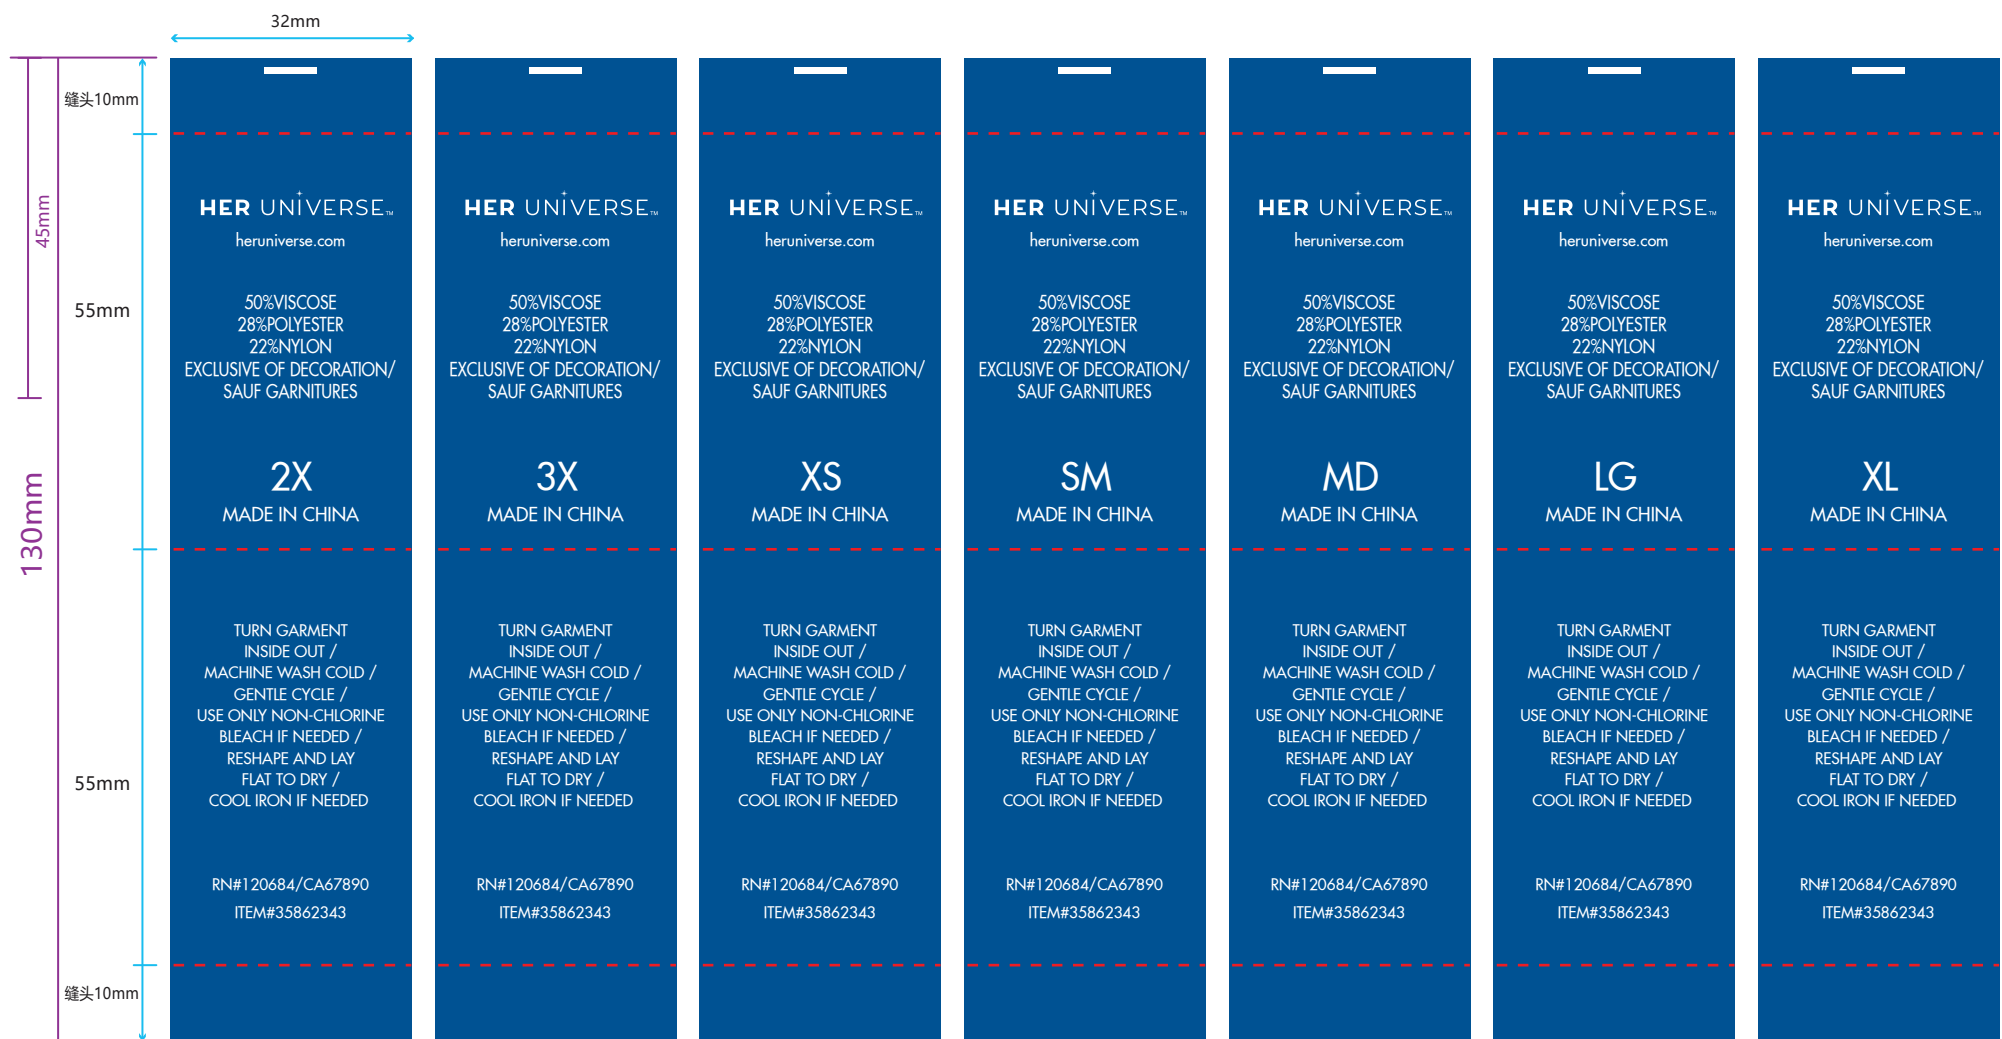 32mm
缝头10mm
45mm
55mm
130mm
55mm
缝头10mm
HER UNIVERSE™
heruniverse.com
50%VISCOSE
28%POLYESTER
22%NYLON
EXCLUSIVE OF DECORATION/
SAUF GARNITURES
2X
MADE IN CHINA
TURN GARMENT
INSIDE OUT /
MACHINE WASH COLD /
GENTLE CYCLE /
USE ONLY NON-CHLORINE
BLEACH IF NEEDED /
RESHAPE AND LAY
FLAT TO DRY /
COOL IRON IF NEEDED
RN#120684/CA67890
ITEM#35862343
HER UNIVERSE™
heruniverse.com
50%VISCOSE
28%POLYESTER
22%NYLON
EXCLUSIVE OF DECORATION/
SAUF GARNITURES
3X
MADE IN CHINA
TURN GARMENT
INSIDE OUT /
MACHINE WASH COLD /
GENTLE CYCLE /
USE ONLY NON-CHLORINE
BLEACH IF NEEDED /
RESHAPE AND LAY
FLAT TO DRY /
COOL IRON IF NEEDED
RN#120684/CA67890
ITEM#35862343
HER UNIVERSE™
heruniverse.com
50%VISCOSE
28%POLYESTER
22%NYLON
EXCLUSIVE OF DECORATION/
SAUF GARNITURES
XS
MADE IN CHINA
TURN GARMENT
INSIDE OUT /
MACHINE WASH COLD /
GENTLE CYCLE /
USE ONLY NON-CHLORINE
BLEACH IF NEEDED /
RESHAPE AND LAY
FLAT TO DRY /
COOL IRON IF NEEDED
RN#120684/CA67890
ITEM#35862343
HER UNIVERSE™
heruniverse.com
50%VISCOSE
28%POLYESTER
22%NYLON
EXCLUSIVE OF DECORATION/
SAUF GARNITURES
SM
MADE IN CHINA
TURN GARMENT
INSIDE OUT /
MACHINE WASH COLD /
GENTLE CYCLE /
USE ONLY NON-CHLORINE
BLEACH IF NEEDED /
RESHAPE AND LAY
FLAT TO DRY /
COOL IRON IF NEEDED
RN#120684/CA67890
ITEM#35862343
HER UNIVERSE™
heruniverse.com
50%VISCOSE
28%POLYESTER
22%NYLON
EXCLUSIVE OF DECORATION/
SAUF GARNITURES
MD
MADE IN CHINA
TURN GARMENT
INSIDE OUT /
MACHINE WASH COLD /
GENTLE CYCLE /
USE ONLY NON-CHLORINE
BLEACH IF NEEDED /
RESHAPE AND LAY
FLAT TO DRY /
COOL IRON IF NEEDED
RN#120684/CA67890
ITEM#35862343
HER UNIVERSE™
heruniverse.com
50%VISCOSE
28%POLYESTER
22%NYLON
EXCLUSIVE OF DECORATION/
SAUF GARNITURES
LG
MADE IN CHINA
TURN GARMENT
INSIDE OUT /
MACHINE WASH COLD /
GENTLE CYCLE /
USE ONLY NON-CHLORINE
BLEACH IF NEEDED /
RESHAPE AND LAY
FLAT TO DRY /
COOL IRON IF NEEDED
RN#120684/CA67890
ITEM#35862343
HER UNIVERSE™
heruniverse.com
50%VISCOSE
28%POLYESTER
22%NYLON
EXCLUSIVE OF DECORATION/
SAUF GARNITURES
XL
MADE IN CHINA
TURN GARMENT
INSIDE OUT /
MACHINE WASH COLD /
GENTLE CYCLE /
USE ONLY NON-CHLORINE
BLEACH IF NEEDED /
RESHAPE AND LAY
FLAT TO DRY /
COOL IRON IF NEEDED
RN#120684/CA67890
ITEM#35862343